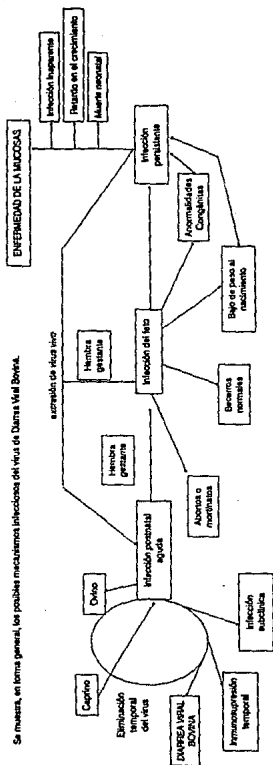 Se muestra, en forma general, los posibles mecanismos infecciosos del virus de Diarrea Viral Bovina.
ENFERMEDAD DE LA MUCOSAS
Infección inaparente
Retardo en el crecimiento
Muerte neonatal
excresión de virus vivo
Hembra
gestante
Hembra
gestante
Ovino
Caprino
Eliminación
temporal
del virus
Infección postnatal
aguda
Infección del feto
Infección
persistente
DIARREA VIRAL
BOVINA
Inmunosupresión
temporal
Infección
subclínica
Abortos o
mortinatos
Becerros
normales
Bajo de peso al
nacimiento
Anormalidades
Congénitas